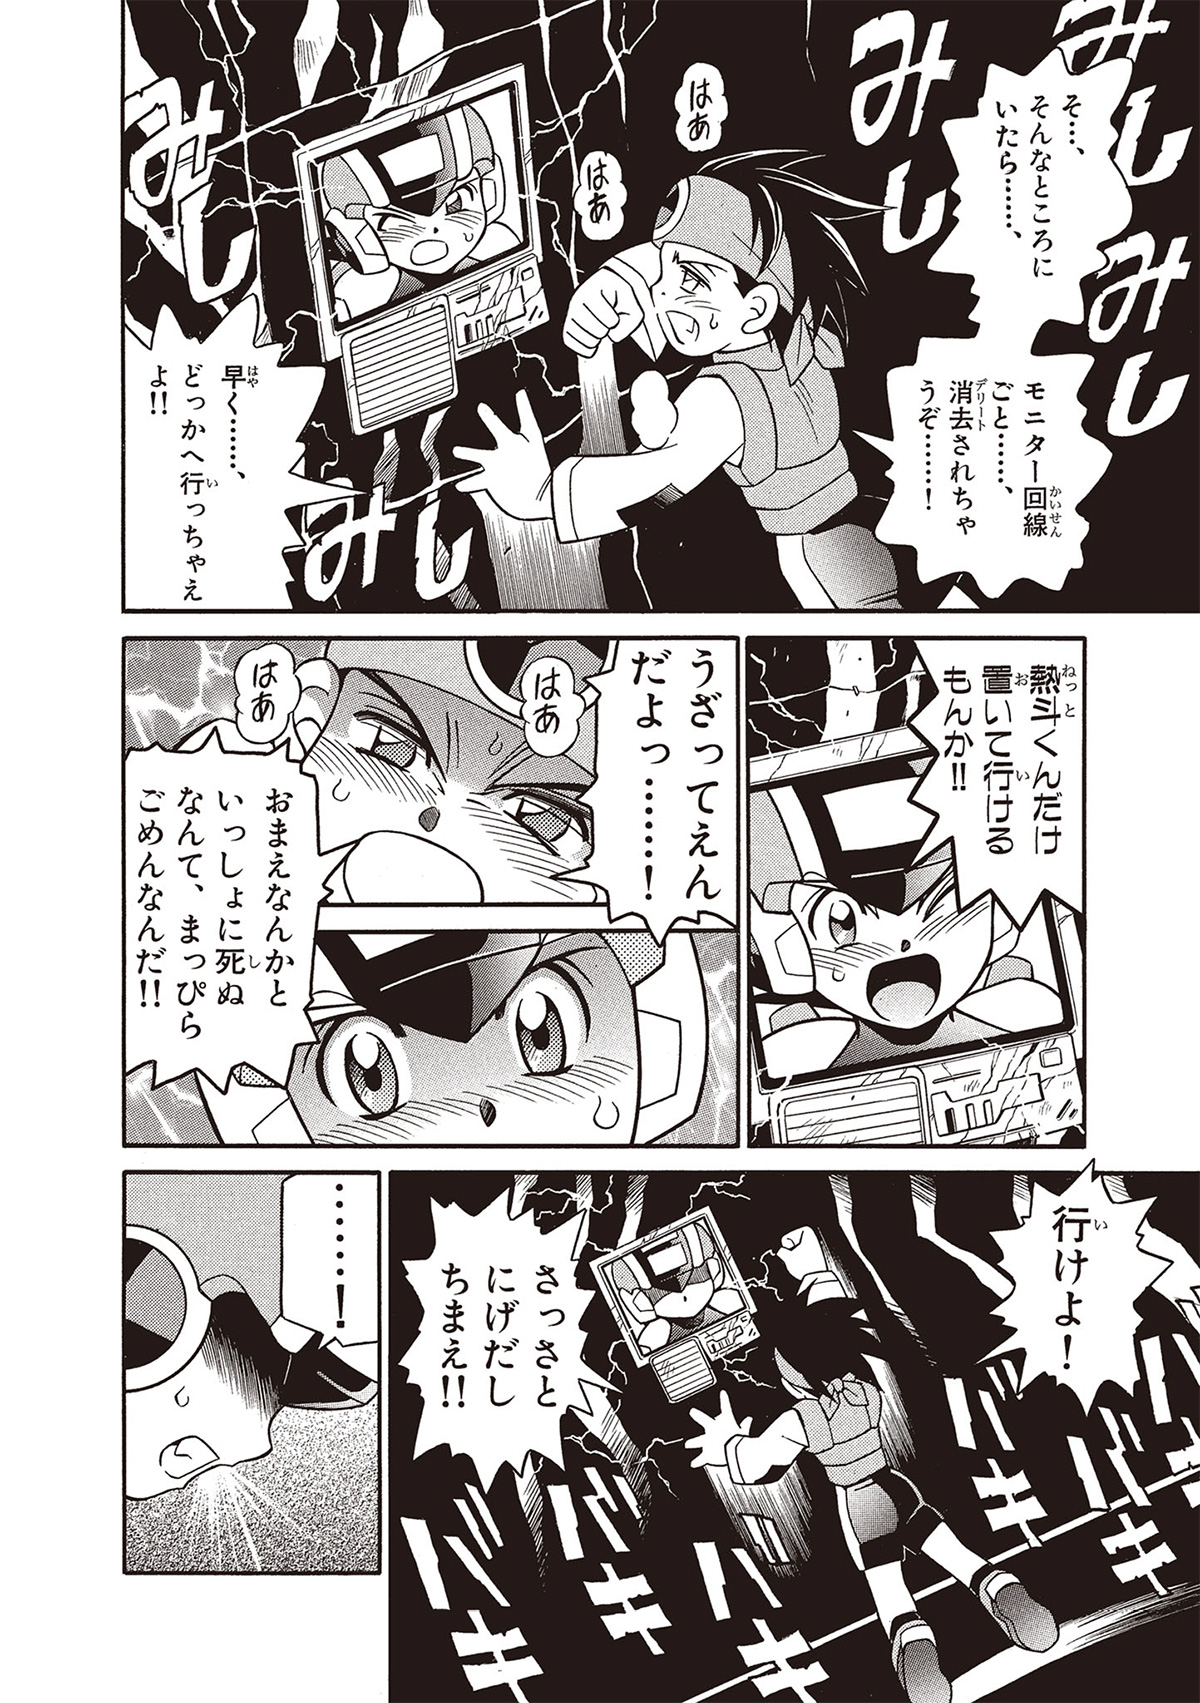 そ…、
そんなところに
いたら……、
モニター回線
ごと……、
消去されちゃ
うぞ……！
はぁ
はぁ
早く……、
どっかへ行っちゃえ
よ!!
みし
みし
みし
みし
みし
熱斗くんだけ
置いて行ける
もんか!!
うざってえん
だよっ……！
はぁ
はぁ
おまえなんかと
いっしょに死ぬ
なんて、まっぴら
ごめんなんだ!!
行けよ！
さっさと
にげだし
ちまえ!!
バキ
バキ
バキ
バキ
……！